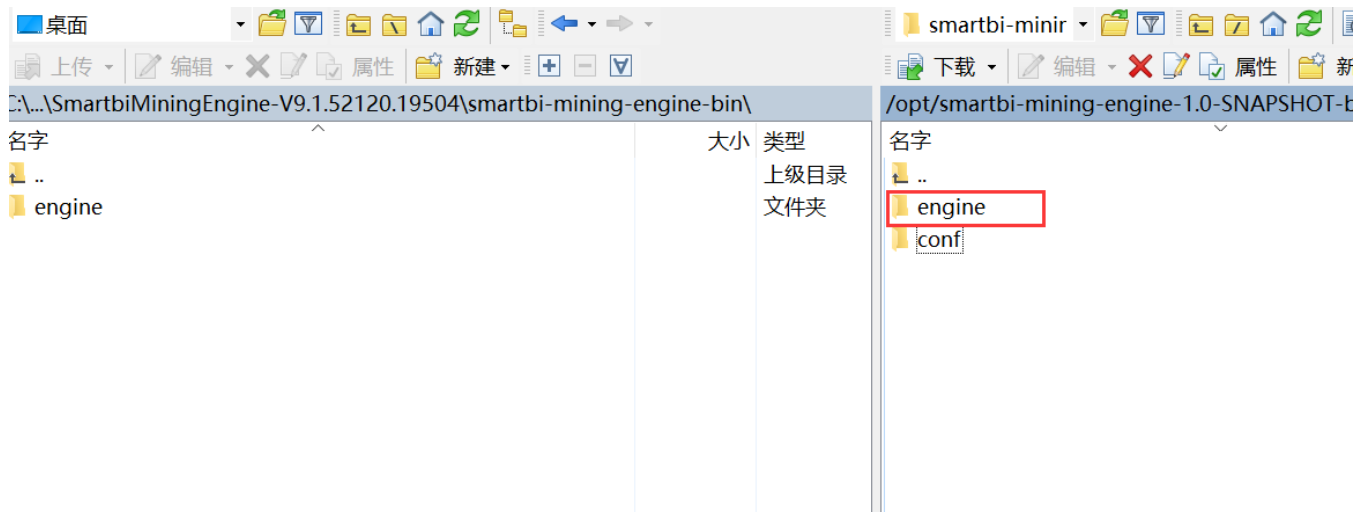 桌面
smartbi-minir
上传 编辑 属性 新建
下载 编辑 属性 新
C:\...\SmartbiMiningEngine-V9.1.52120.19504\smartbi-mining-engine-bin\
/opt/smartbi-mining-engine-1.0-SNAPSHOT-b
名字 大小 类型
..  上级目录
engine 文件夹
名字
..
engine
conf